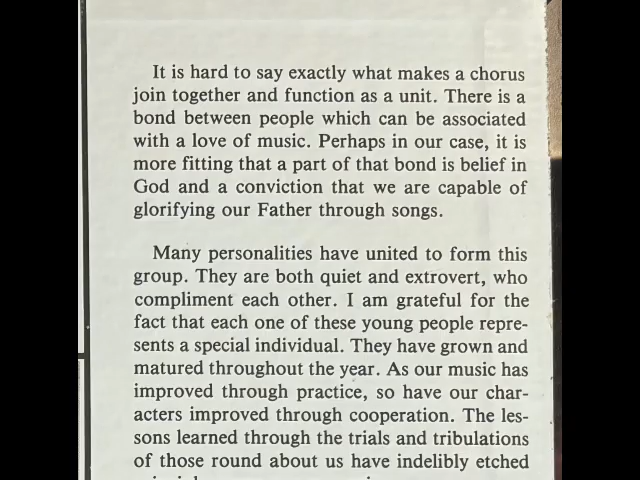 It is hard to say exactly what makes a chorus
join together and function as a unit. There is a
bond between people which can be associated
with a love of music. Perhaps in our case, it is
more fitting that a part of that bond is belief in
God and a conviction that we are capable of
glorifying our Father through songs.
Many personalities have united to form this
group. They are both quiet and extrovert, who
compliment each other. I am grateful for the
fact that each one of these young people repre-
sents a special individual. They have grown and
matured throughout the year. As our music has
improved through practice, so have our char-
acters improved through cooperation. The les-
sons learned through the trials and tribulations
of those round about us have indelibly etched